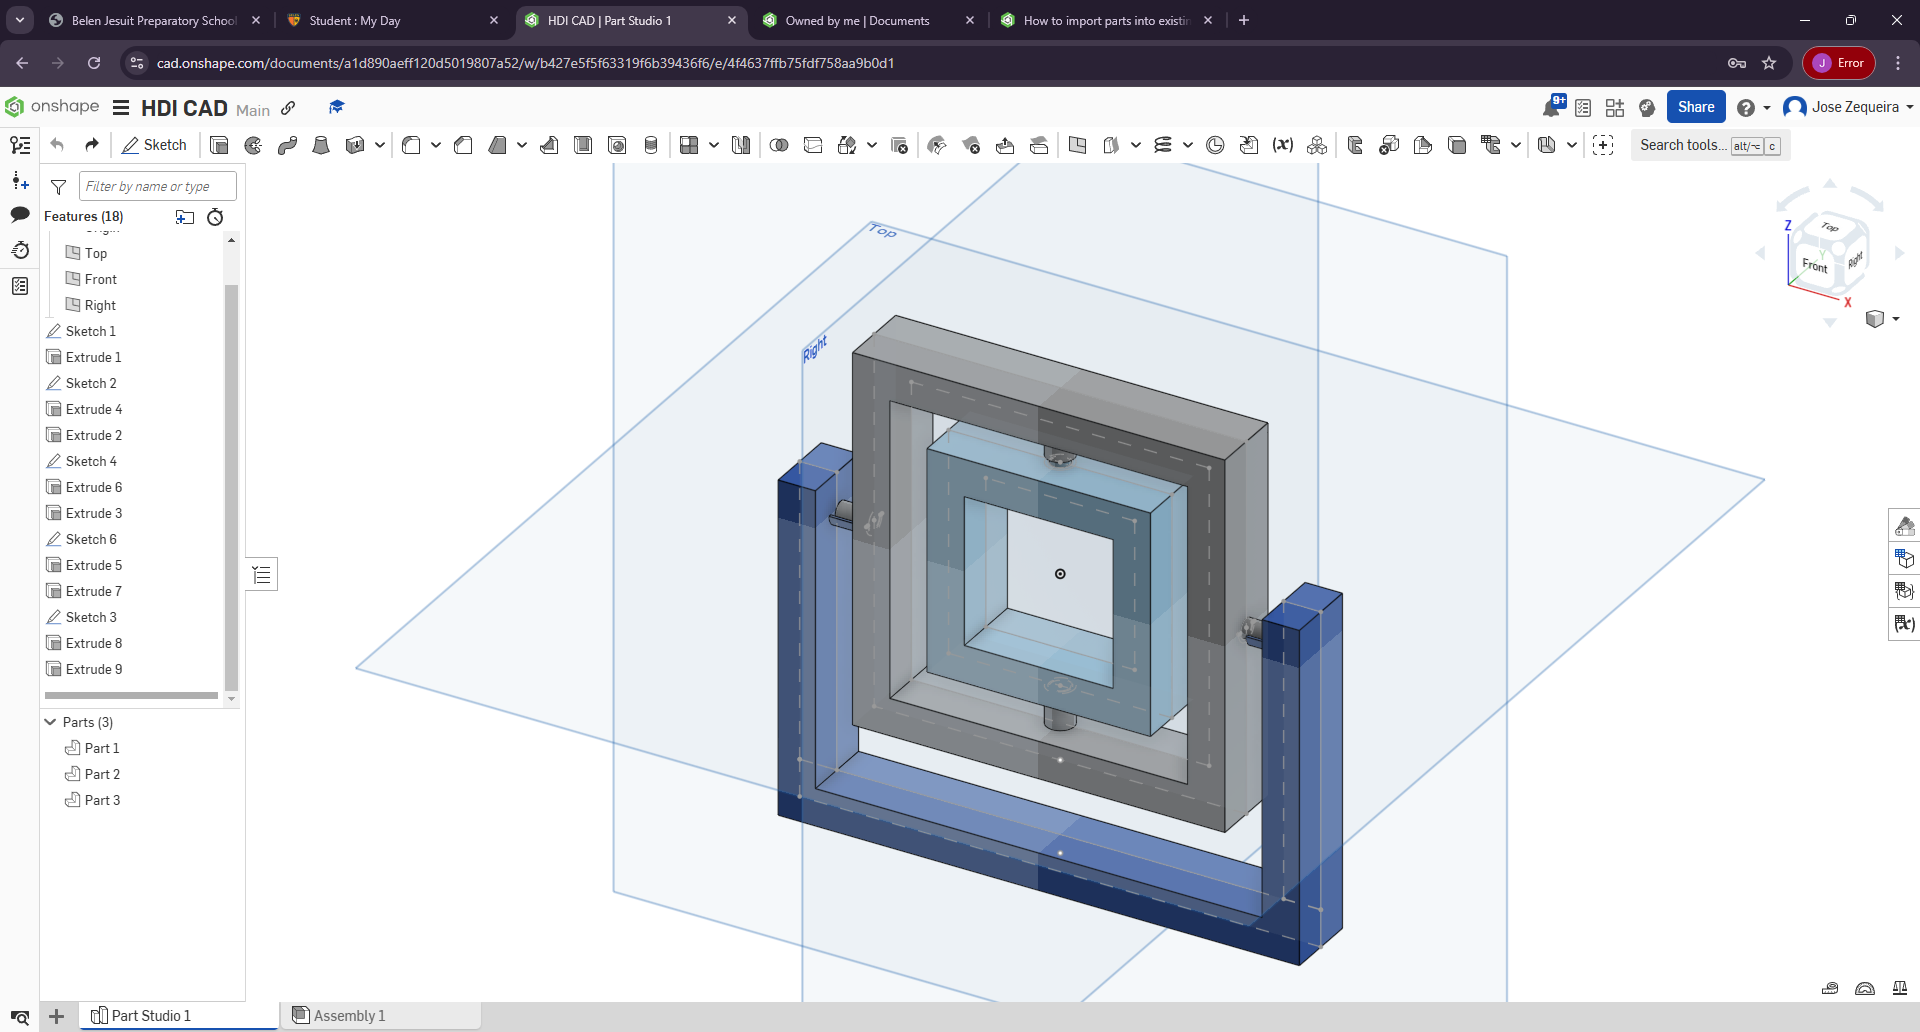 Belen Jesuit Preparatory School
Student : My Day
HDI CAD | Part Studio 1
Owned by me | Documents
How to import parts into existin
cad.onshape.com/documents/a1d890aeff120d5019807a52/w/b427e5f5f63319f6b39436f6/e/4f4637ffb75fdf758aa9b0d1
J Error
onshape
HDI CAD Main
9+
Share
Jose Zequeira
Sketch
Search tools... alt/⌥ c
Filter by name or type
Features (18)
Origin
Top
Front
Right
Sketch 1
Extrude 1
Sketch 2
Extrude 4
Extrude 2
Sketch 4
Extrude 6
Extrude 3
Sketch 6
Extrude 5
Extrude 7
Sketch 3
Extrude 8
Extrude 9
Parts (3)
Part 1
Part 2
Part 3
Top
Right
Z
Top
Y
Front
Right
X
Part Studio 1
Assembly 1